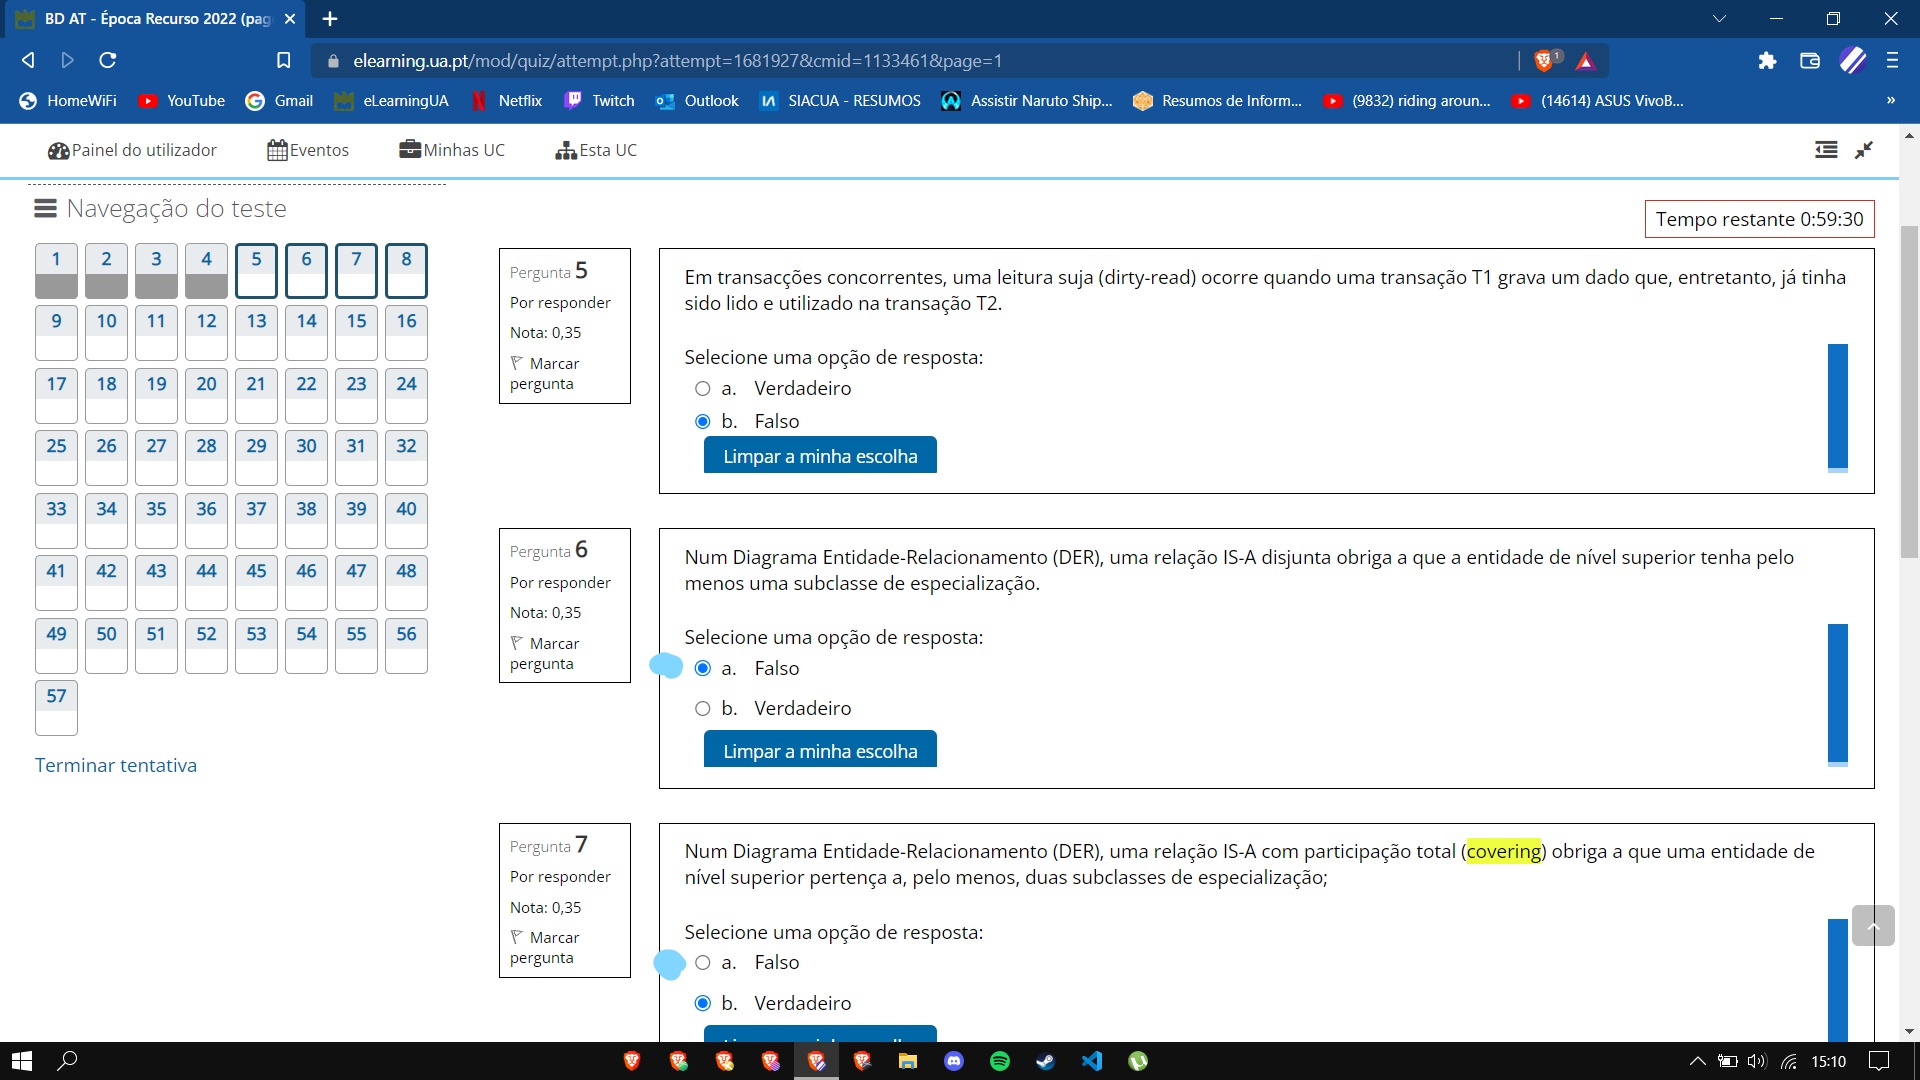 BD AT - Época Recurso 2022 (pag
elearning.ua.pt/mod/quiz/attempt.php?attempt=1681927&cmid=1133461&page=1
1
HomeWiFi YouTube Gmail eLearningUA Netflix Twitch Outlook SIACUA - RESUMOS Assistir Naruto Ship... Resumos de Inform... (9832) riding aroun... (14614) ASUS VivoB... »
Painel do utilizador Eventos Minhas UC Esta UC
Navegação do teste
1 2 3 4 5 6 7 8
9 10 11 12 13 14 15 16
17 18 19 20 21 22 23 24
25 26 27 28 29 30 31 32
33 34 35 36 37 38 39 40
41 42 43 44 45 46 47 48
49 50 51 52 53 54 55 56
57
Terminar tentativa
Tempo restante 0:59:30
Pergunta 5
Por responder
Nota: 0,35
Marcar
pergunta
Em transacções concorrentes, uma leitura suja (dirty-read) ocorre quando uma transação T1 grava um dado que, entretanto, já tinha
sido lido e utilizado na transação T2.
Selecione uma opção de resposta:
a. Verdadeiro
b. Falso
Limpar a minha escolha
Pergunta 6
Por responder
Nota: 0,35
Marcar
pergunta
Num Diagrama Entidade-Relacionamento (DER), uma relação IS-A disjunta obriga a que a entidade de nível superior tenha pelo
menos uma subclasse de especialização.
Selecione uma opção de resposta:
a. Falso
b. Verdadeiro
Limpar a minha escolha
Pergunta 7
Por responder
Nota: 0,35
Marcar
pergunta
Num Diagrama Entidade-Relacionamento (DER), uma relação IS-A com participação total (covering) obriga a que uma entidade de
nível superior pertença a, pelo menos, duas subclasses de especialização;
Selecione uma opção de resposta:
a. Falso
b. Verdadeiro
15:10